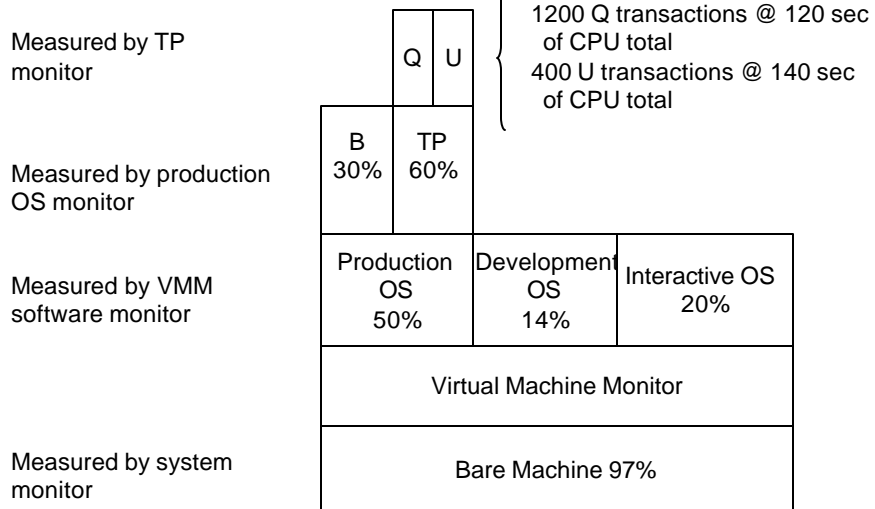 Measured by TP
monitor
Q U
1200 Q transactions @ 120 sec
of CPU total
400 U transactions @ 140 sec
of CPU total
Measured by production
OS monitor
B
30%
TP
60%
Measured by VMM
software monitor
Production
OS
50%
Development
OS
14%
Interactive OS
20%
Virtual Machine Monitor
Measured by system
monitor
Bare Machine 97%